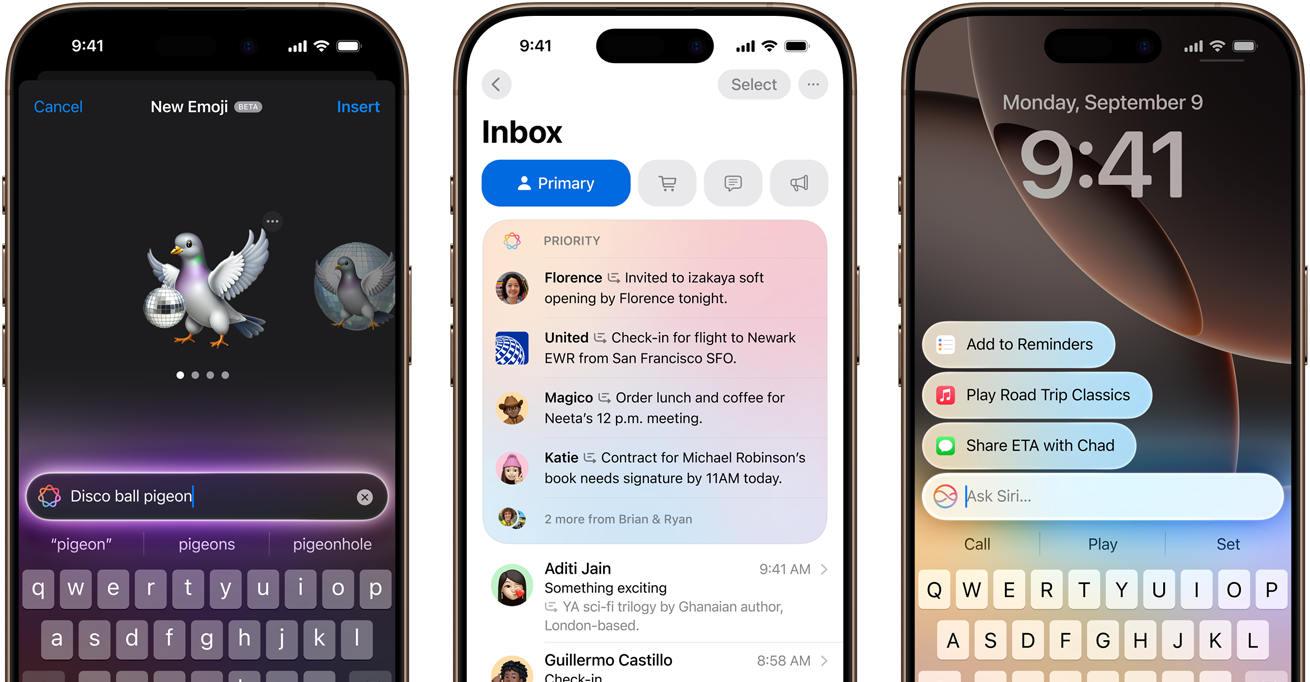 9:41
Cancel
New Emoji BETA
Insert
Disco ball pigeon
“pigeon”
pigeons
pigeonhole
q w e r t y u i o p
a s d f g h j k l
9:41
Select
Inbox
Primary
PRIORITY
Florence Invited to izakaya soft
opening by Florence tonight.
United Check-in for flight to Newark
EWR from San Francisco SFO.
Magico Order lunch and coffee for
Neeta’s 12 p.m. meeting.
Katie Contract for Michael Robinson’s
book needs signature by 11AM today.
2 more from Brian & Ryan
Aditi Jain
9:41 AM
Something exciting
YA sci-fi trilogy by Ghanaian author,
London-based.
Guillermo Castillo
8:58 AM
Check-in
Monday, September 9
9:41
Add to Reminders
Play Road Trip Classics
Share ETA with Chad
Ask Siri...
Call
Play
Set
Q W E R T Y U I O P
A S D F G H J K L